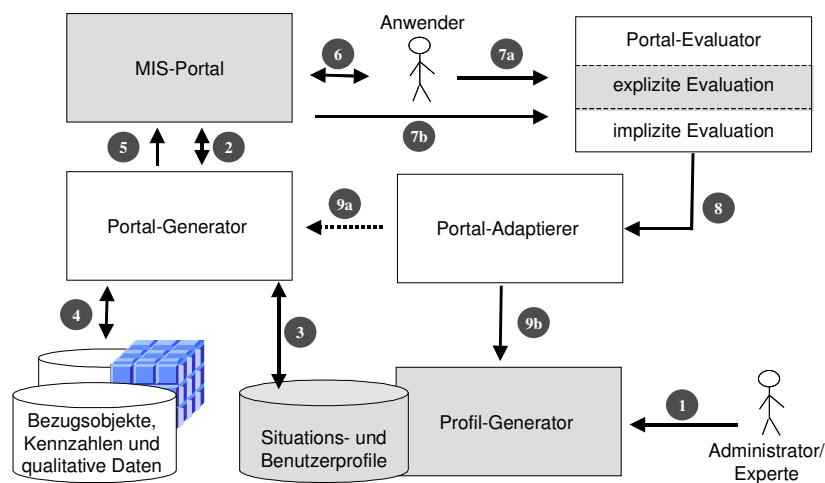 Anwender
MIS-Portal
6
7a
Portal-Evaluator
explizite Evaluation
implizite Evaluation
7b
5
2
Portal-Generator
9a
Portal-Adaptierer
8
4
3
9b
Bezugsobjekte,
Kennzahlen und
qualitative Daten
Situations- und
Benutzerprofile
Profil-Generator
1
Administrator/
Experte